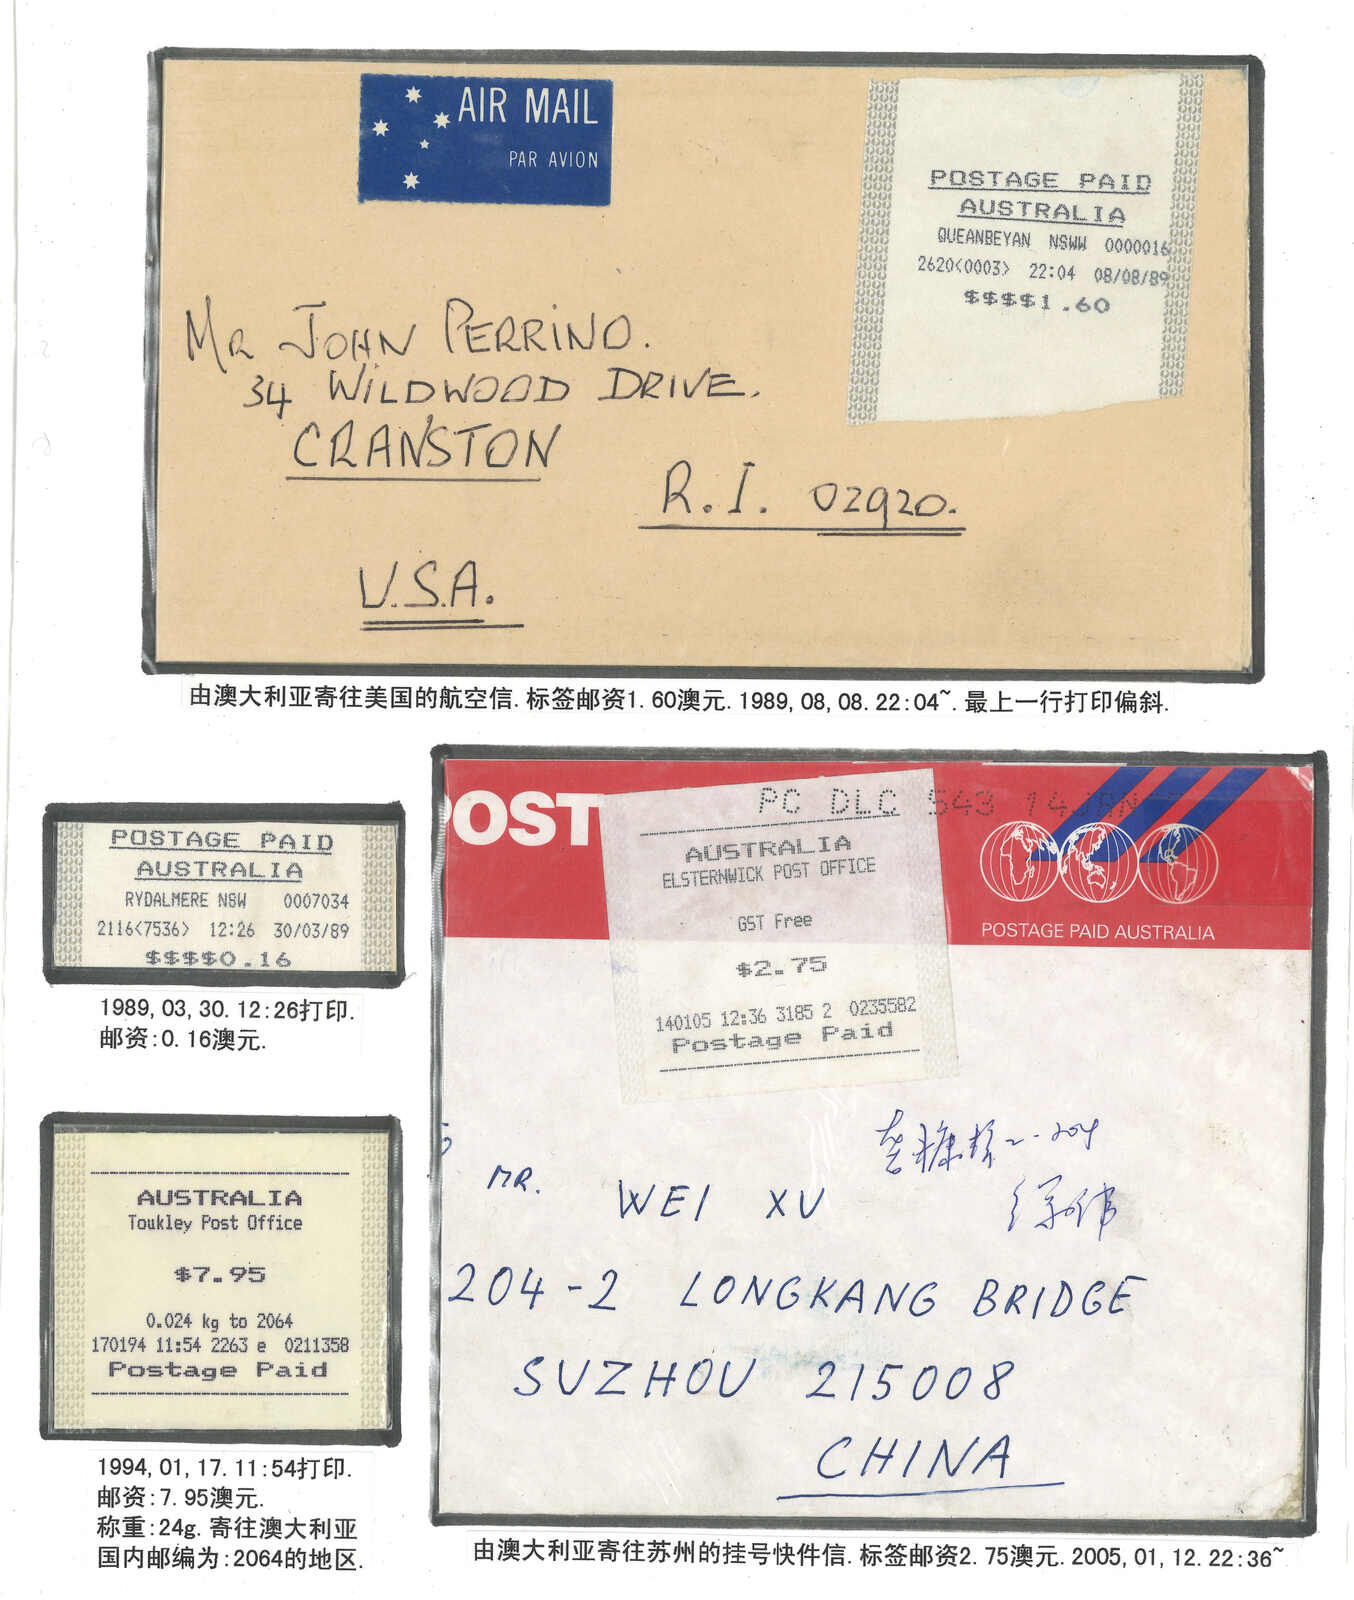 AIR MAIL
PAR AVION
POSTAGE PAID
AUSTRALIA
QUEANBEYAN NSWW 0000016
2620<0003> 22:04 08/08/89
$$$$1.60
MR JOHN PERRINO.
34 WILDWOOD DRIVE.
CRANSTON
R.I. 02920.
U.S.A.
由澳大利亚寄往美国的航空信.标签邮资1.60澳元.1989,08,08.22:04~.最上一行打印偏斜.
POSTAGE PAID
AUSTRALIA
RYDALMERE NSW 0007034
2116<7536> 12:26 30/03/89
$$$$0.16
1989,03,30.12:26打印.
邮资:0.16澳元.
AUSTRALIA
Toukley Post Office
$7.95
0.024 kg to 2064
170194 11:54 2263 e 0211358
Postage Paid
1994,01,17.11:54打印.
邮资:7.95澳元.
称重:24g.寄往澳大利亚
国内邮编为:2064的地区.
POST
PC DLC 543 14JAN
AUSTRALIA
ELSTERNWICK POST OFFICE
GST Free
$2.75
140105 12:36 3185 2 0235582
Postage Paid
POSTAGE PAID AUSTRALIA
2-204
徐伟
MR. WEI XU
204-2 LONGKANG BRIDGE
SUZHOU 215008
CHINA
由澳大利亚寄往苏州的挂号快件信.标签邮资2.75澳元.2005,01,12.22:36~